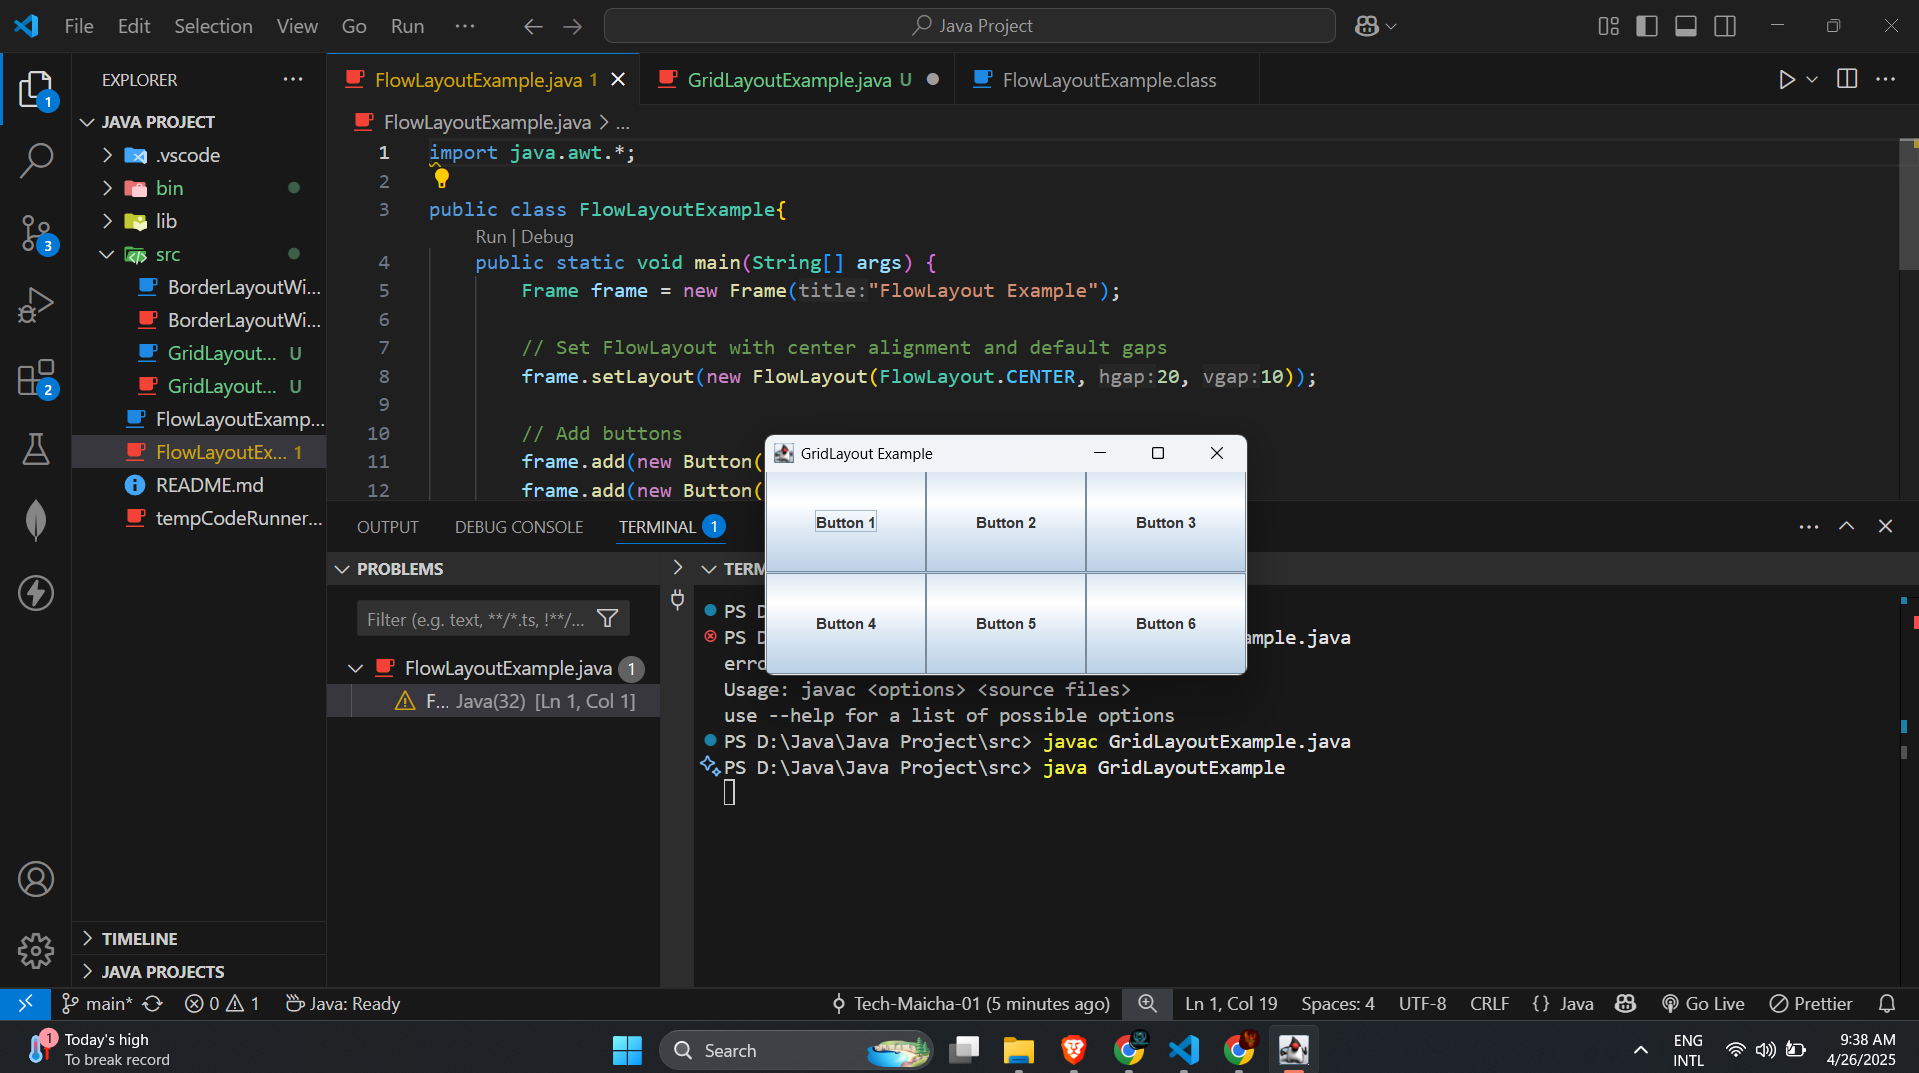 File Edit Selection View Go Run ...
Java Project
EXPLORER
JAVA PROJECT
.vscode
bin
lib
src
BorderLayoutWi...
BorderLayoutWi...
GridLayout... U
GridLayout... U
FlowLayoutExamp...
FlowLayoutEx... 1
README.md
tempCodeRunner...
TIMELINE
JAVA PROJECTS
1
3
2
FlowLayoutExample.java 1
GridLayoutExample.java U
FlowLayoutExample.class
FlowLayoutExample.java > ...
1 import java.awt.*;
2
3 public class FlowLayoutExample{
Run | Debug
4 public static void main(String[] args) {
5 Frame frame = new Frame(title:"FlowLayout Example");
6
7 // Set FlowLayout with center alignment and default gaps
8 frame.setLayout(new FlowLayout(FlowLayout.CENTER, hgap:20, vgap:10));
9
10 // Add buttons
11 frame.add(new Button(
12 frame.add(new Button(
GridLayout Example
Button 1 Button 2 Button 3
Button 4 Button 5 Button 6
OUTPUT DEBUG CONSOLE TERMINAL 1
PROBLEMS
Filter (e.g. text, **/*.ts, !**/...
FlowLayoutExample.java 1
F... Java(32) [Ln 1, Col 1]
TERM
PS D
PS D ample.java
erro
Usage: javac <options> <source files>
use --help for a list of possible options
PS D:\Java\Java Project\src> javac GridLayoutExample.java
PS D:\Java\Java Project\src> java GridLayoutExample
main* 0 1 Java: Ready
Tech-Maicha-01 (5 minutes ago) Ln 1, Col 19 Spaces: 4 UTF-8 CRLF {} Java Go Live Prettier
1
Today's high
To break record
Search
ENG
INTL
9:38 AM
4/26/2025